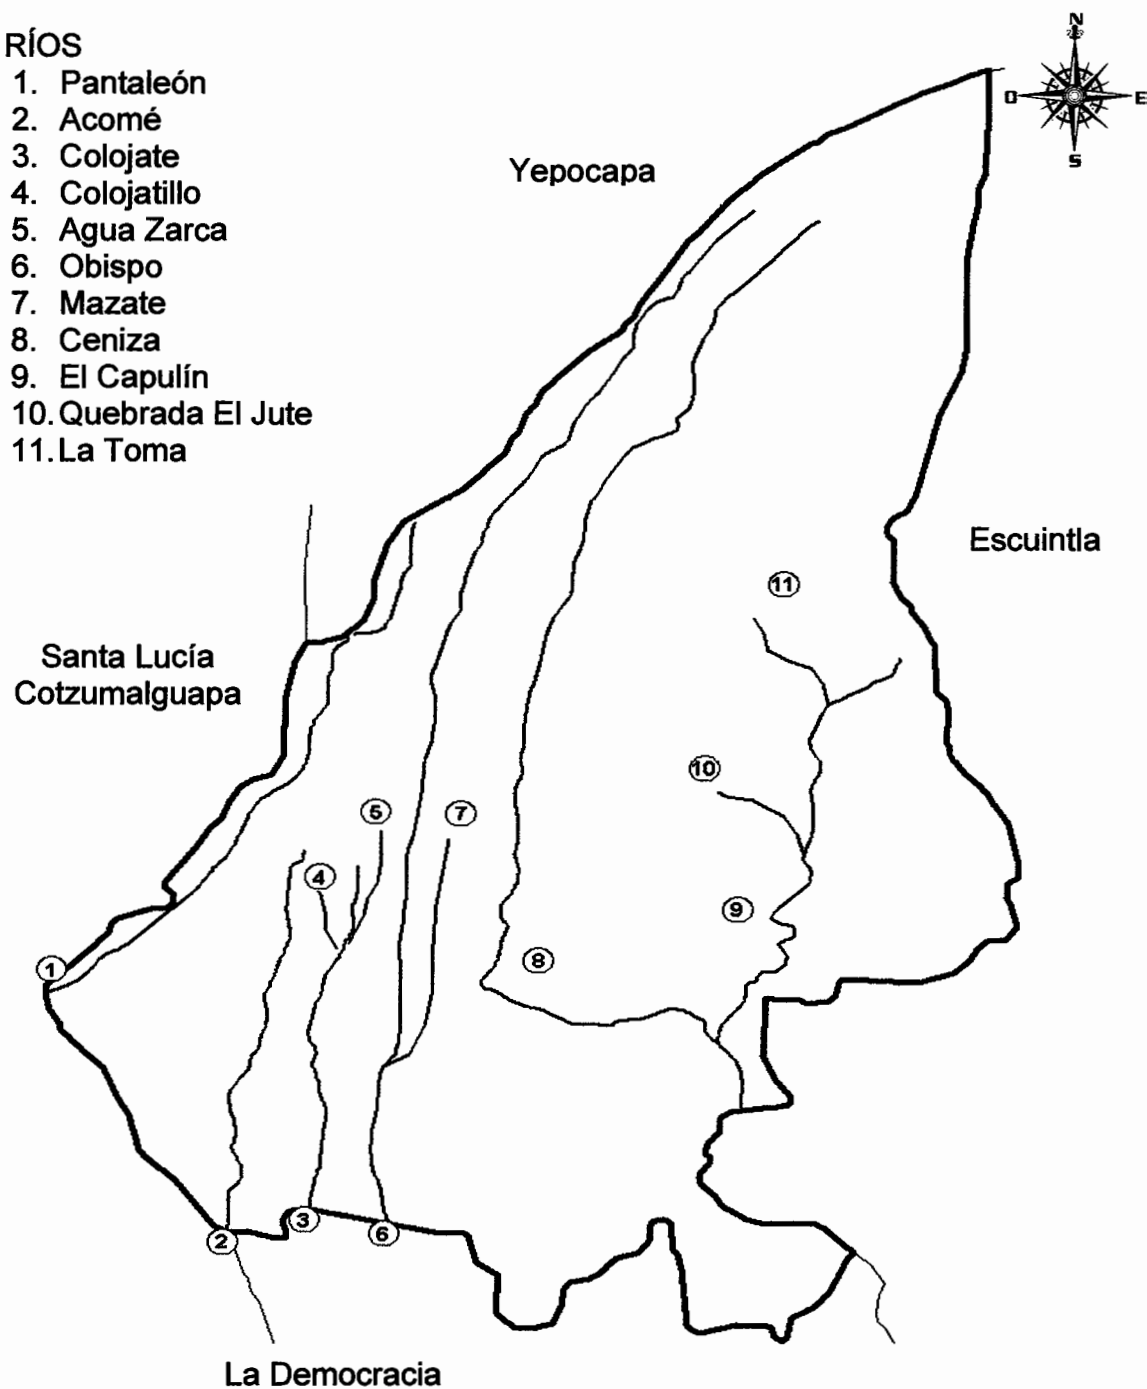 RÍOS
1. Pantaleón
2. Acomé
3. Colojate
4. Colojatillo
5. Agua Zarca
6. Obispo
7. Mazate
8. Ceniza
9. El Capulín
10. Quebrada El Jute
11. La Toma
N
O
E
S
Yepocapa
Escuintla
11
Santa Lucía
Cotzumalguapa
10
5
7
4
9
8
1
3
6
2
La Democracia